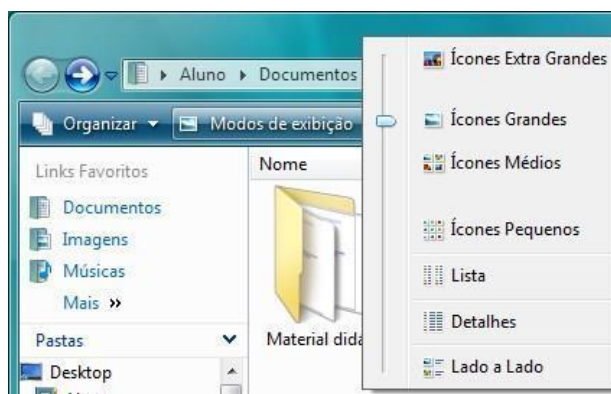 Aluno ▸ Documentos
Organizar
Modos de exibição
Links Favoritos
Documentos
Imagens
Músicas
Mais »
Pastas
Desktop
Nome
Material
Ícones Extra Grandes
Ícones Grandes
Ícones Médios
Ícones Pequenos
Lista
Detalhes
Lado a Lado